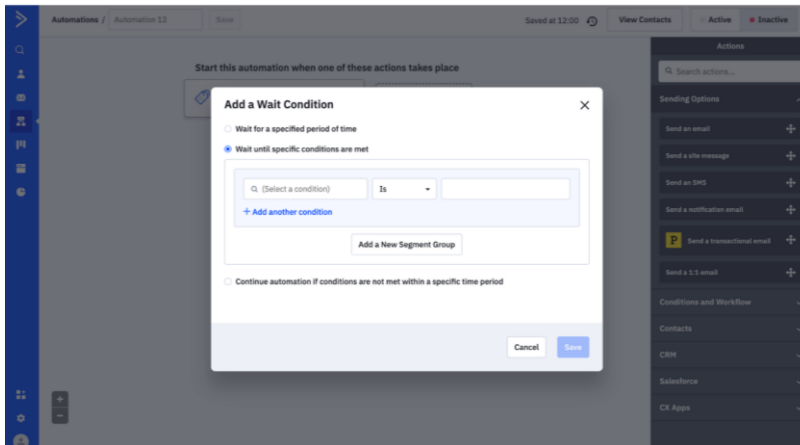 Automations / Automation 13 Save Saved at 12:00 View Contacts Active Inactive
Start this automation when one of these actions takes place
Add a Wait Condition
Wait for a specified period of time
Wait until specific conditions are met
(Select a condition) Is
+ Add another condition
Add a New Segment Group
Continue automation if conditions are not met within a specific time period
Cancel Save
Actions
Search actions...
Sending Options
Send an email
Send a site message
Send an SMS
Send a notification email
P Send a transactional email
Send a 1:1 email
Conditions and Workflow
Contacts
CRM
Salesforce
CX Apps